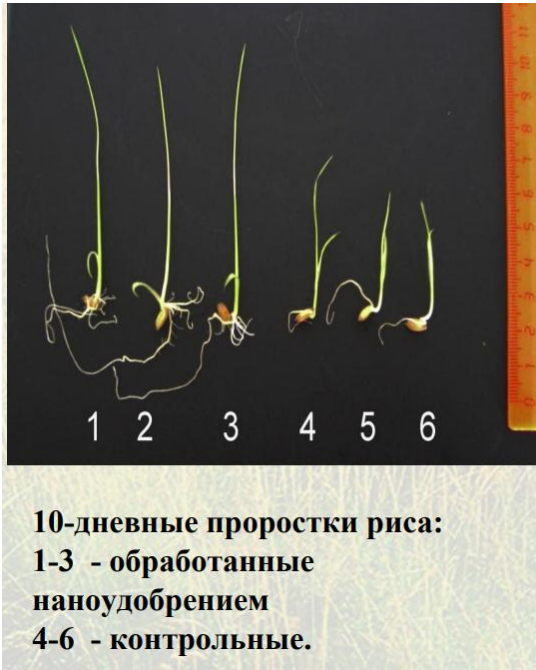 1 2 3 4 5 6
10-дневные проростки риса:
1-3 - обработанные
наноудобрением
4-6 - контрольные.